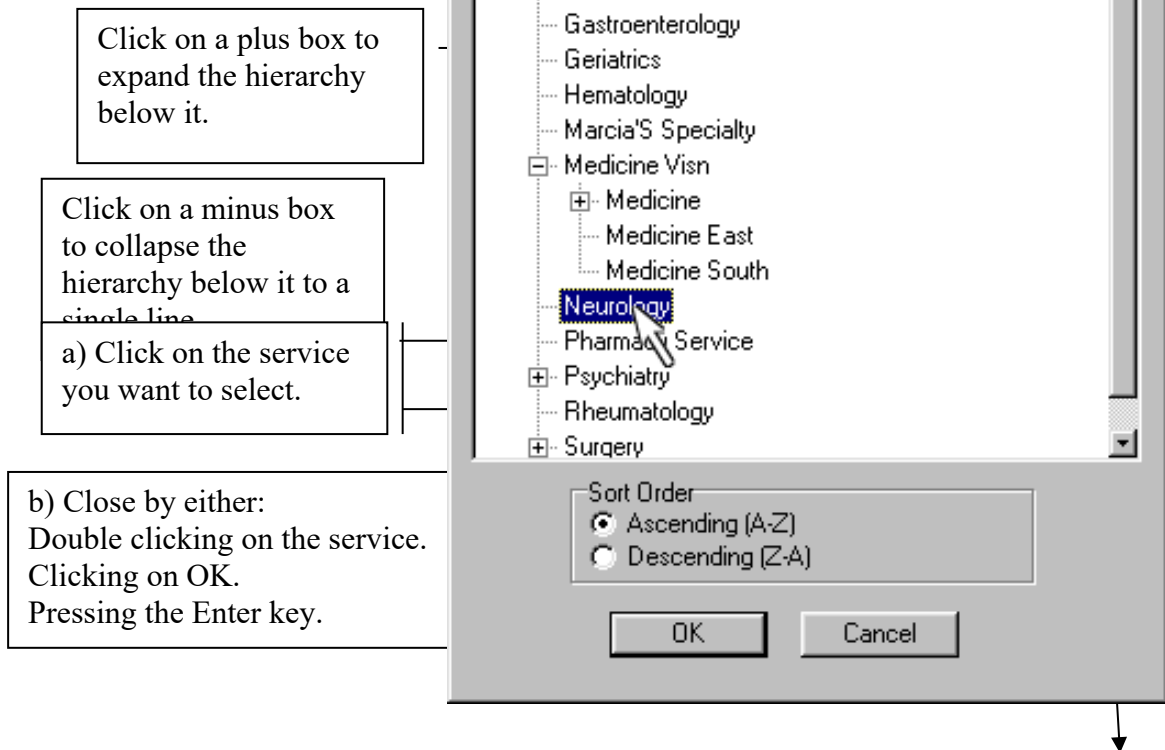 Click on a plus box to
expand the hierarchy
below it.
Click on a minus box
to collapse the
hierarchy below it to a
single line
a) Click on the service
you want to select.
b) Close by either:
Double clicking on the service.
Clicking on OK.
Pressing the Enter key.
Gastroenterology
Geriatrics
Hematology
Marcia'S Specialty
Medicine Visn
Medicine
Medicine East
Medicine South
Neurology
Pharmacy Service
Psychiatry
Rheumatology
Surgery
Sort Order
Ascending (A-Z)
Descending (Z-A)
OK
Cancel